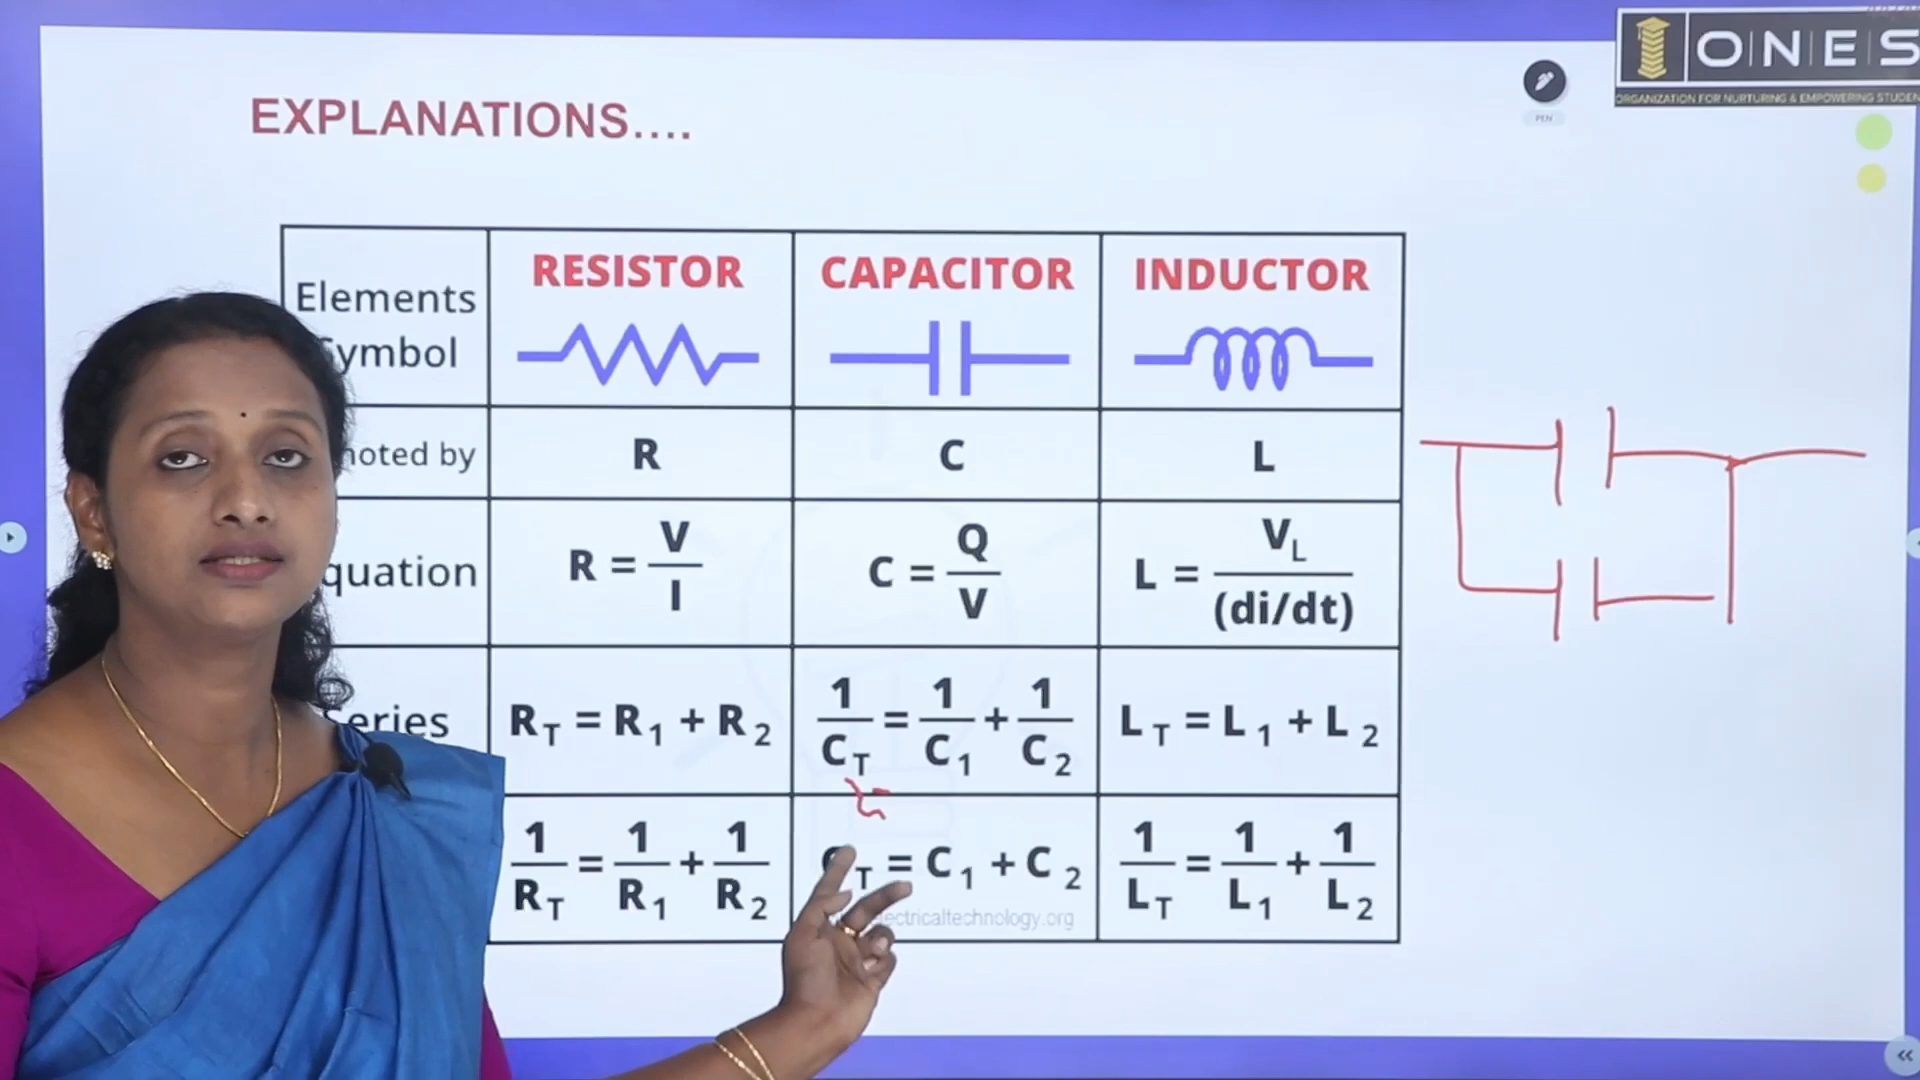 ONES
ORGANIZATION FOR NURTURING & EMPOWERING STUDEN
PEN
EXPLANATIONS....
Elements RESISTOR CAPACITOR INDUCTOR
ymbol
noted by R C L
quation R = V / I C = Q / V L = V_L / (di/dt)
Series R_T = R_1 + R_2 1/C_T = 1/C_1 + 1/C_2 L_T = L_1 + L_2
1/R_T = 1/R_1 + 1/R_2 C_T = C_1 + C_2 1/L_T = 1/L_1 + 1/L_2
ectricaltechnology.org